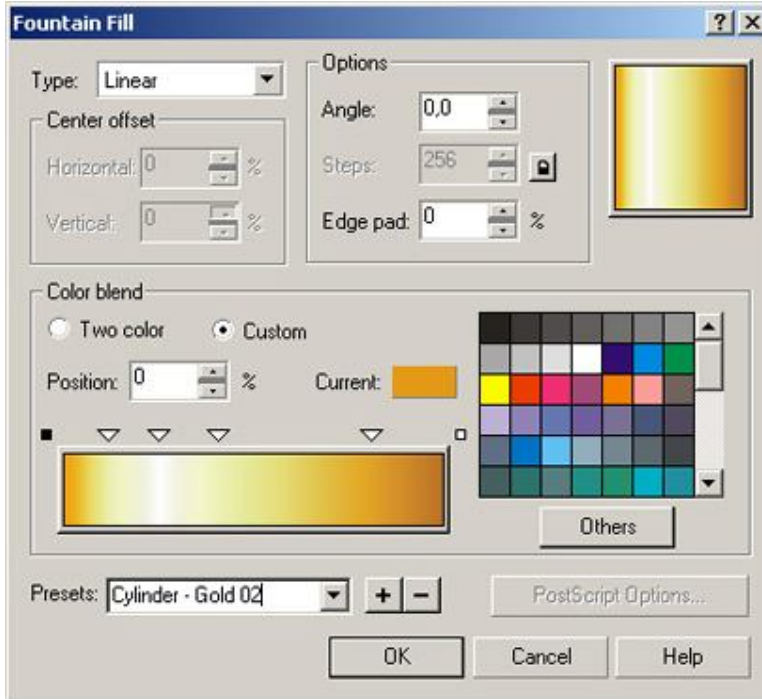 Fountain Fill
Type: Linear
Options
Angle: 0,0
Steps: 256
Edge pad: 0 %
Center offset
Horizontal: 0 %
Vertical: 0 %
Color blend
Two color Custom
Position: 0 % Current:
Others
Presets: Cylinder - Gold 02 + −
PostScript Options...
OK Cancel Help